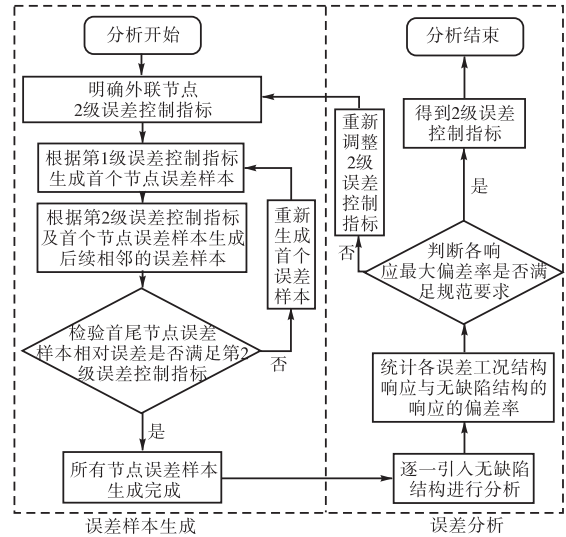 分析开始
明确外联节点
2级误差控制指标
根据第1级误差控制指标
生成首个节点误差样本
根据第2级误差控制指标
及首个节点误差样本生成
后续相邻的误差样本
重新
生成
首个
误差
样本
检验首尾节点误差
样本相对误差是否满足第2
级误差控制指标
否
是
所有节点误差样本
生成完成
误差样本生成
分析结束
得到2级误差
控制指标
是
重新
调整
2级
误差
控制
指标
否
判断各响
应最大偏差率是否满
足规范要求
统计各误差工况结构
响应与无缺陷结构的
响应的偏差率
逐一引入无缺陷
结构进行分析
误差分析